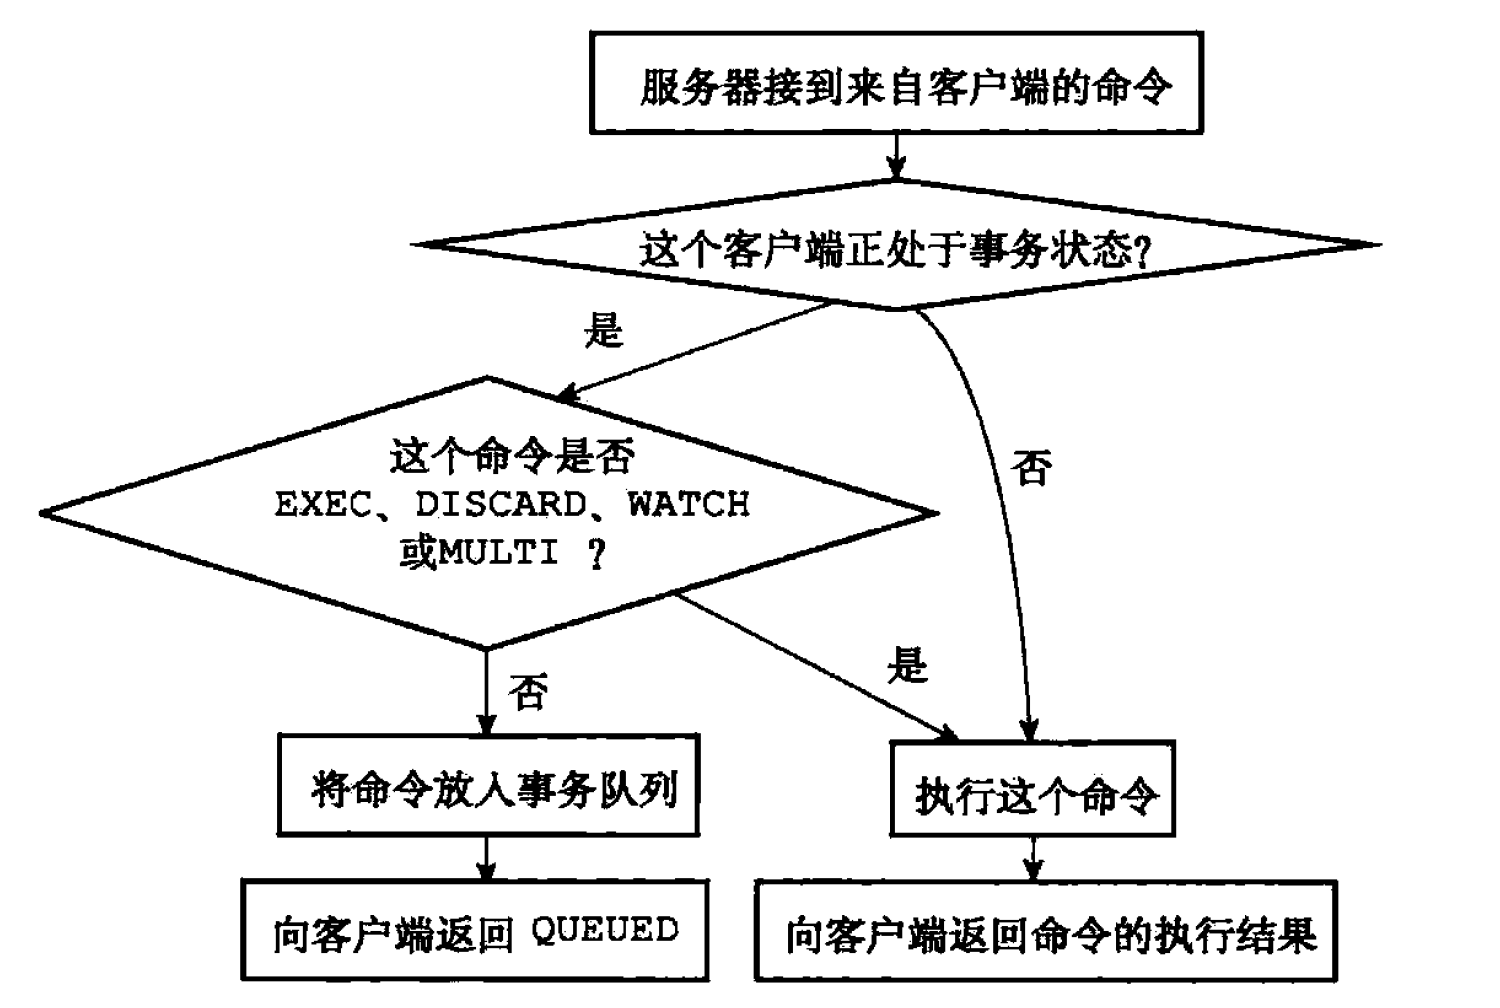 服务器接到来自客户端的命令
这个客户端正处于事务状态?
是
否
这个命令是否
EXEC、DISCARD、WATCH
或MULTI ?
是
否
将命令放入事务队列
执行这个命令
向客户端返回 QUEUED
向客户端返回命令的执行结果